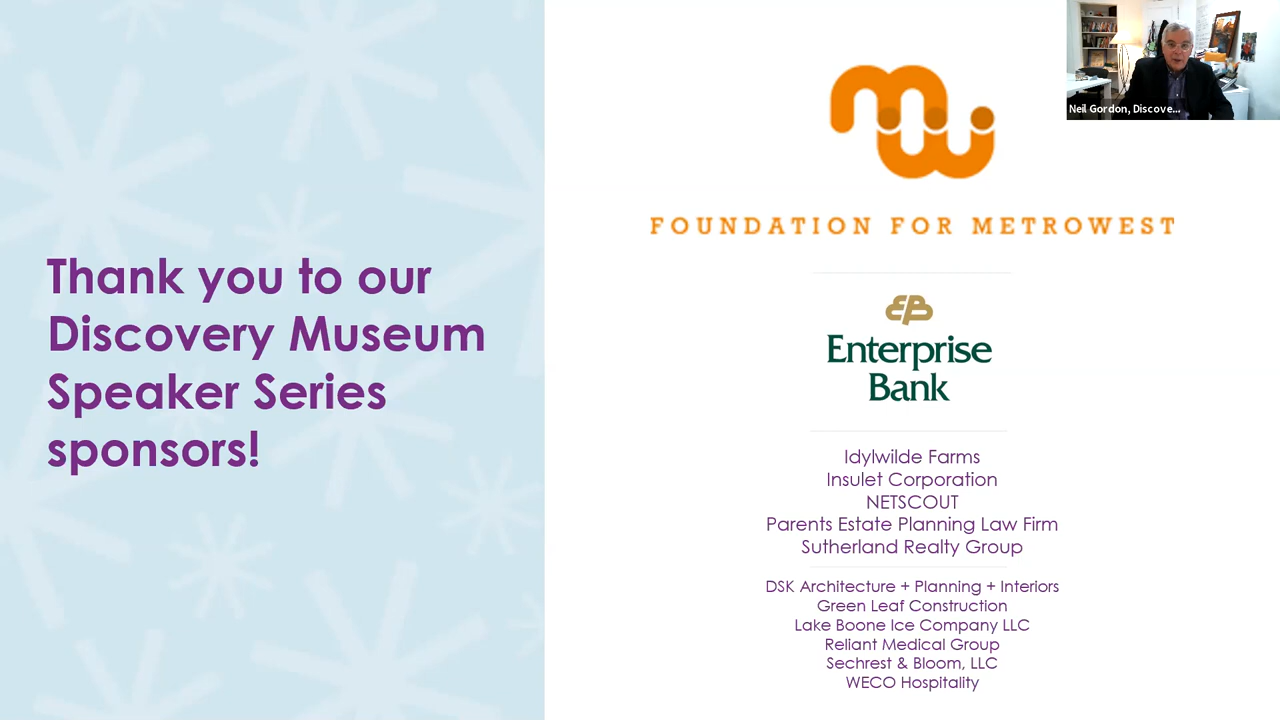 Thank you to our
Discovery Museum
Speaker Series
sponsors!
mw
FOUNDATION FOR METROWEST
EB
Enterprise
Bank
Idylwilde Farms
Insulet Corporation
NETSCOUT
Parents Estate Planning Law Firm
Sutherland Realty Group
DSK Architecture + Planning + Interiors
Green Leaf Construction
Lake Boone Ice Company LLC
Reliant Medical Group
Sechrest & Bloom, LLC
WECO Hospitality
Neil Gordon, Discove...